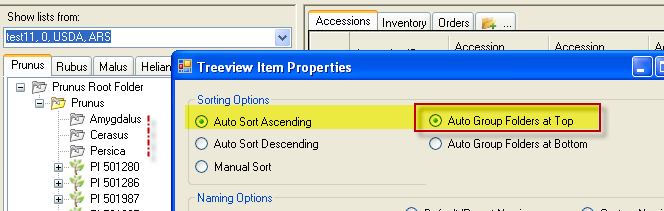 Show lists from:
test11, 0, USDA, ARS
Prunus Rubus Malus
Prunus Root Folder
Prunus
Amygdalus
Cerasus
Persica
PI 501280
PI 501286
PI 501987
Accessions Inventory Orders ...
Accession Accession Accession
Treeview Item Properties
Sorting Options
Auto Sort Ascending
Auto Group Folders at Top
Auto Sort Descending
Auto Group Folders at Bottom
Manual Sort
Naming Options